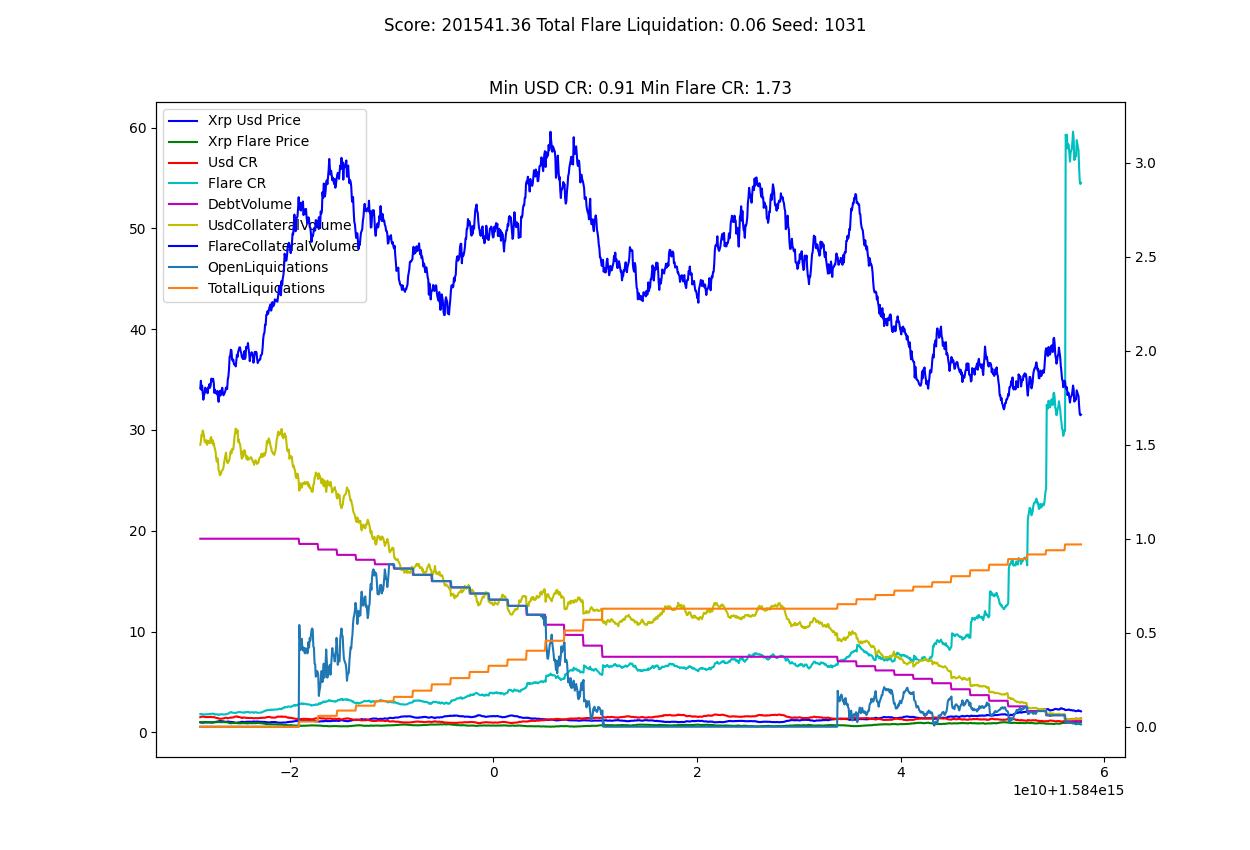 Score: 201541.36 Total Flare Liquidation: 0.06 Seed: 1031
Min USD CR: 0.91 Min Flare CR: 1.73
Xrp Usd Price
Xrp Flare Price
Usd CR
Flare CR
DebtVolume
UsdCollateralVolume
FlareCollateralVolume
OpenLiquidations
TotalLiquidations
60
50
40
30
20
10
0
3.0
2.5
2.0
1.5
1.0
0.5
0.0
−2
0
2
4
6
1e10+1.584e15